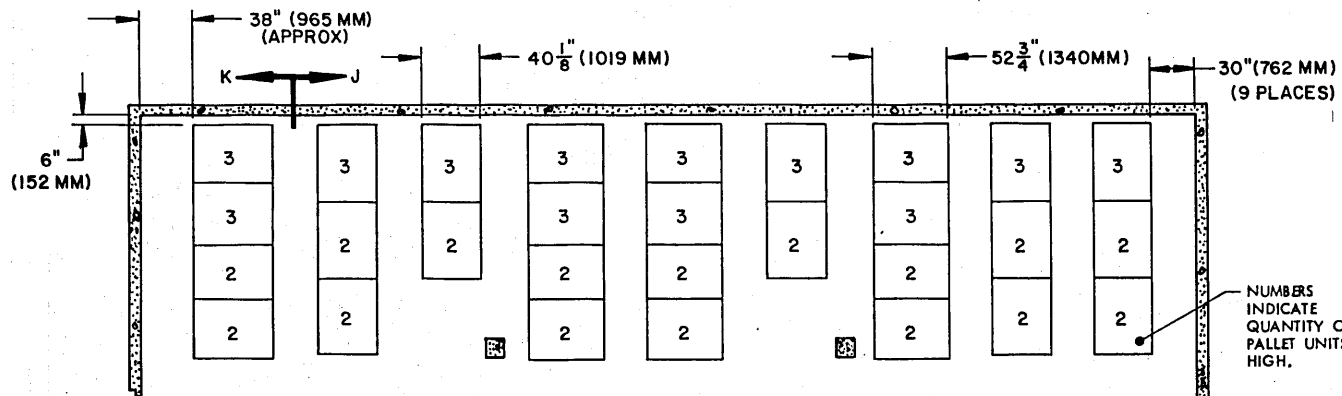 38" (965 MM)
(APPROX)
K J
40 1/8" (1019 MM)
52 3/4" (1340MM)
30" (762 MM)
(9 PLACES)
6"
(152 MM)
3 3 3 3 3 3 3 3 3
3 2 2 3 3 2 3 2 2
2 2 2 2 2 2 2
2 2 2 2
NUMBERS
INDICATE
QUANTITY
PALLET UNITS
HIGH.